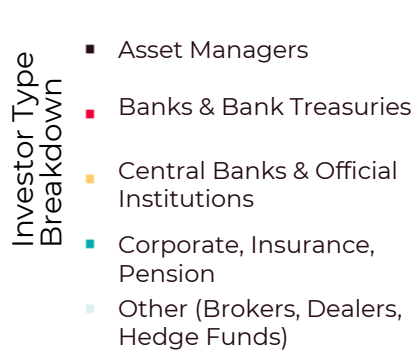 Investor Type
Breakdown
Asset Managers
Banks & Bank Treasuries
Central Banks & Official
Institutions
Corporate, Insurance,
Pension
Other (Brokers, Dealers,
Hedge Funds)